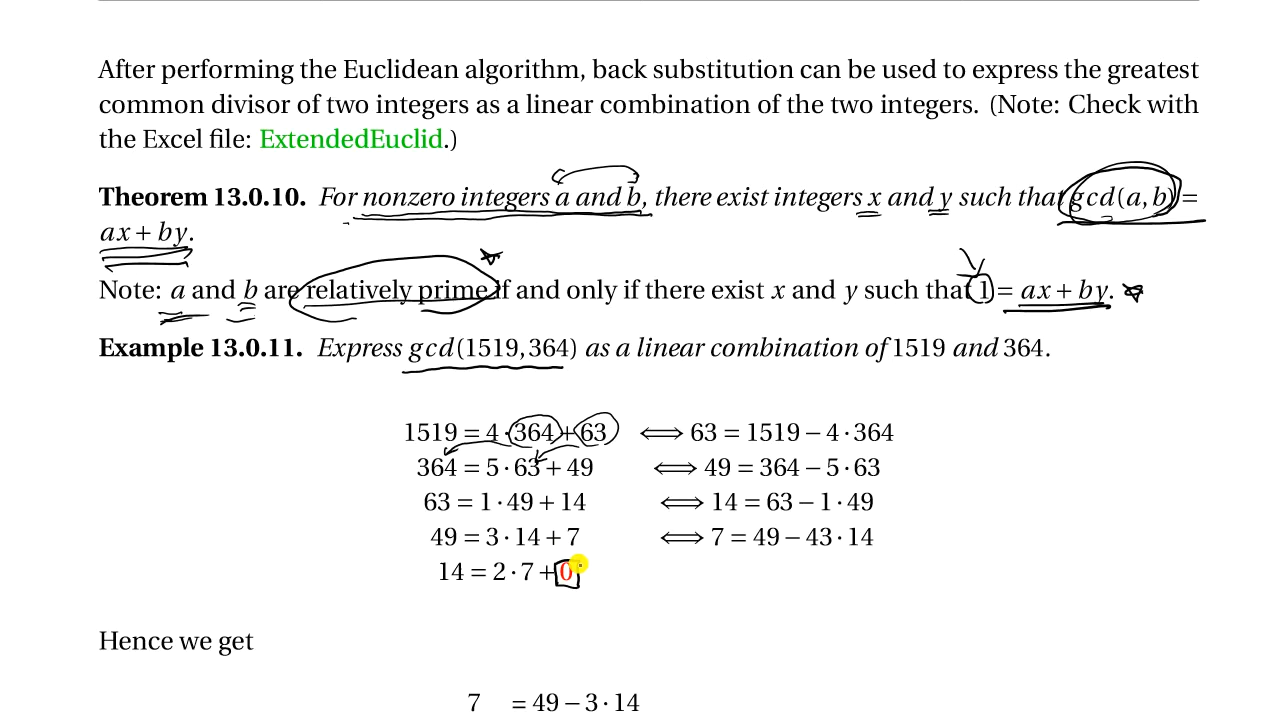 After performing the Euclidean algorithm, back substitution can be used to express the greatest
common divisor of two integers as a linear combination of the two integers. (Note: Check with
the Excel file: ExtendedEuclid.)
Theorem 13.0.10. For nonzero integers a and b, there exist integers x and y such that gcd(a,b) =
ax + by.
Note: a and b are relatively prime if and only if there exist x and y such that 1 = ax + by.
Example 13.0.11. Express gcd(1519,364) as a linear combination of 1519 and 364.
1519 = 4 · 364 + 63 ⟺ 63 = 1519 − 4 · 364
364 = 5 · 63 + 49 ⟺ 49 = 364 − 5 · 63
63 = 1 · 49 + 14 ⟺ 14 = 63 − 1 · 49
49 = 3 · 14 + 7 ⟺ 7 = 49 − 43 · 14
14 = 2 · 7 + 0
Hence we get
7 = 49 − 3 · 14